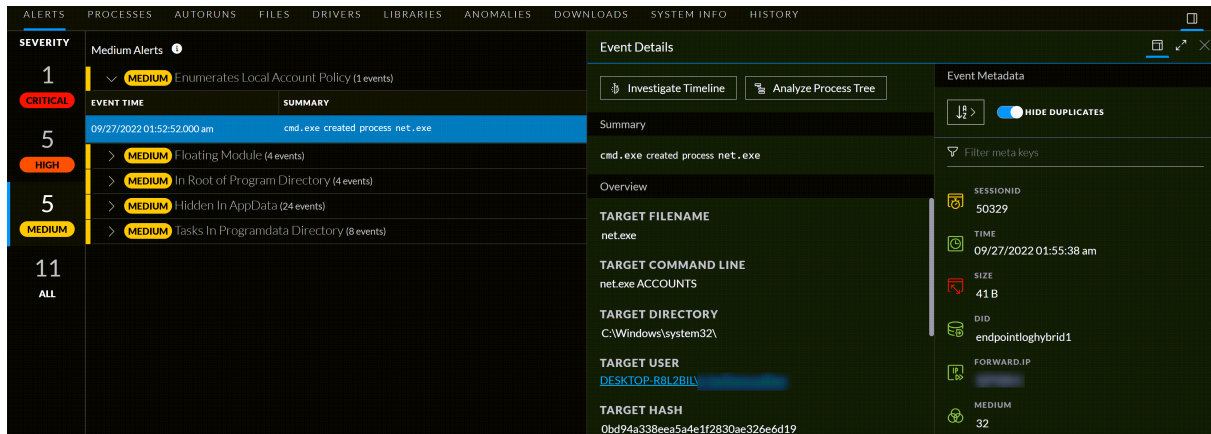 ALERTS PROCESSES AUTORUNS FILES DRIVERS LIBRARIES ANOMALIES DOWNLOADS SYSTEM INFO HISTORY
SEVERITY
1
CRITICAL
5
HIGH
5
MEDIUM
11
ALL
Medium Alerts
MEDIUM Enumerates Local Account Policy (1 events)
EVENT TIME SUMMARY
09/27/2022 01:52:52.000 am cmd.exe created process net.exe
MEDIUM Floating Module (4 events)
MEDIUM In Root of Program Directory (4 events)
MEDIUM Hidden In AppData (24 events)
MEDIUM Tasks In Programdata Directory (8 events)
Event Details
Investigate Timeline Analyze Process Tree
Summary
cmd.exe created process net.exe
Overview
TARGET FILENAME
net.exe
TARGET COMMAND LINE
net.exe ACCOUNTS
TARGET DIRECTORY
C:\Windows\system32\
TARGET USER
DESKTOP-R8L2BIL\
TARGET HASH
0bd94a338eea5a4e1f2830ae326e6d19
Event Metadata
HIDE DUPLICATES
Filter meta keys
SESSIONID
50329
TIME
09/27/2022 01:55:38 am
SIZE
41 B
DID
endpointloghybrid1
FORWARD.IP
MEDIUM
32